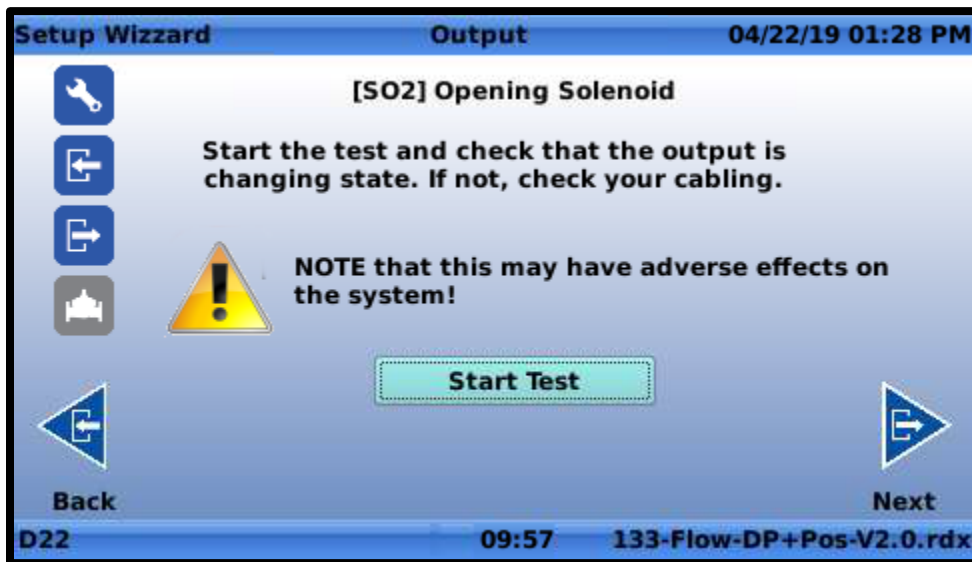 Setup Wizzard Output 04/22/19 01:28 PM
[SO2] Opening Solenoid
Start the test and check that the output is
changing state. If not, check your cabling.
NOTE that this may have adverse effects on
the system!
Start Test
Back Next
D22 09:57 133-Flow-DP+Pos-V2.0.rdx